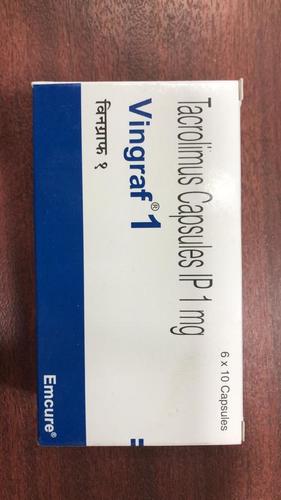 6 x 10 Capsules
Tacrolimus Capsules IP 1 mg
Vingraf® 1
विनग्राफ १
Emcure®